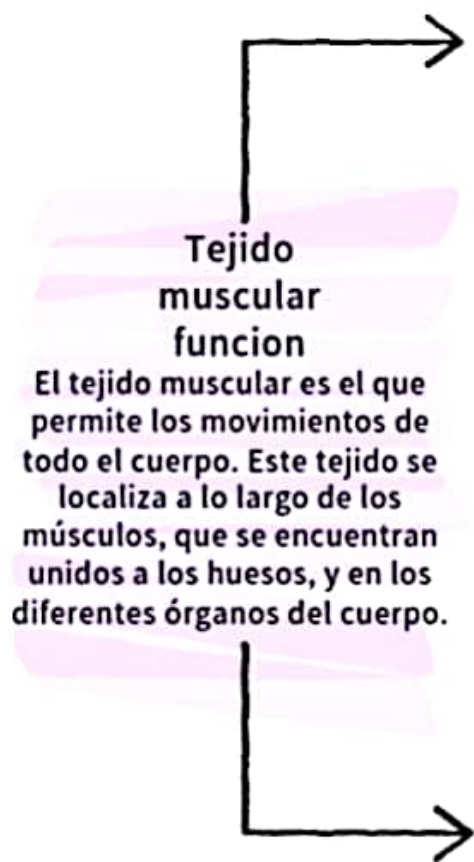 Tejido
muscular
funcion
El tejido muscular es el que
permite los movimientos de
todo el cuerpo. Este tejido se
localiza a lo largo de los
músculos, que se encuentran
unidos a los huesos, y en los
diferentes órganos del cuerpo.